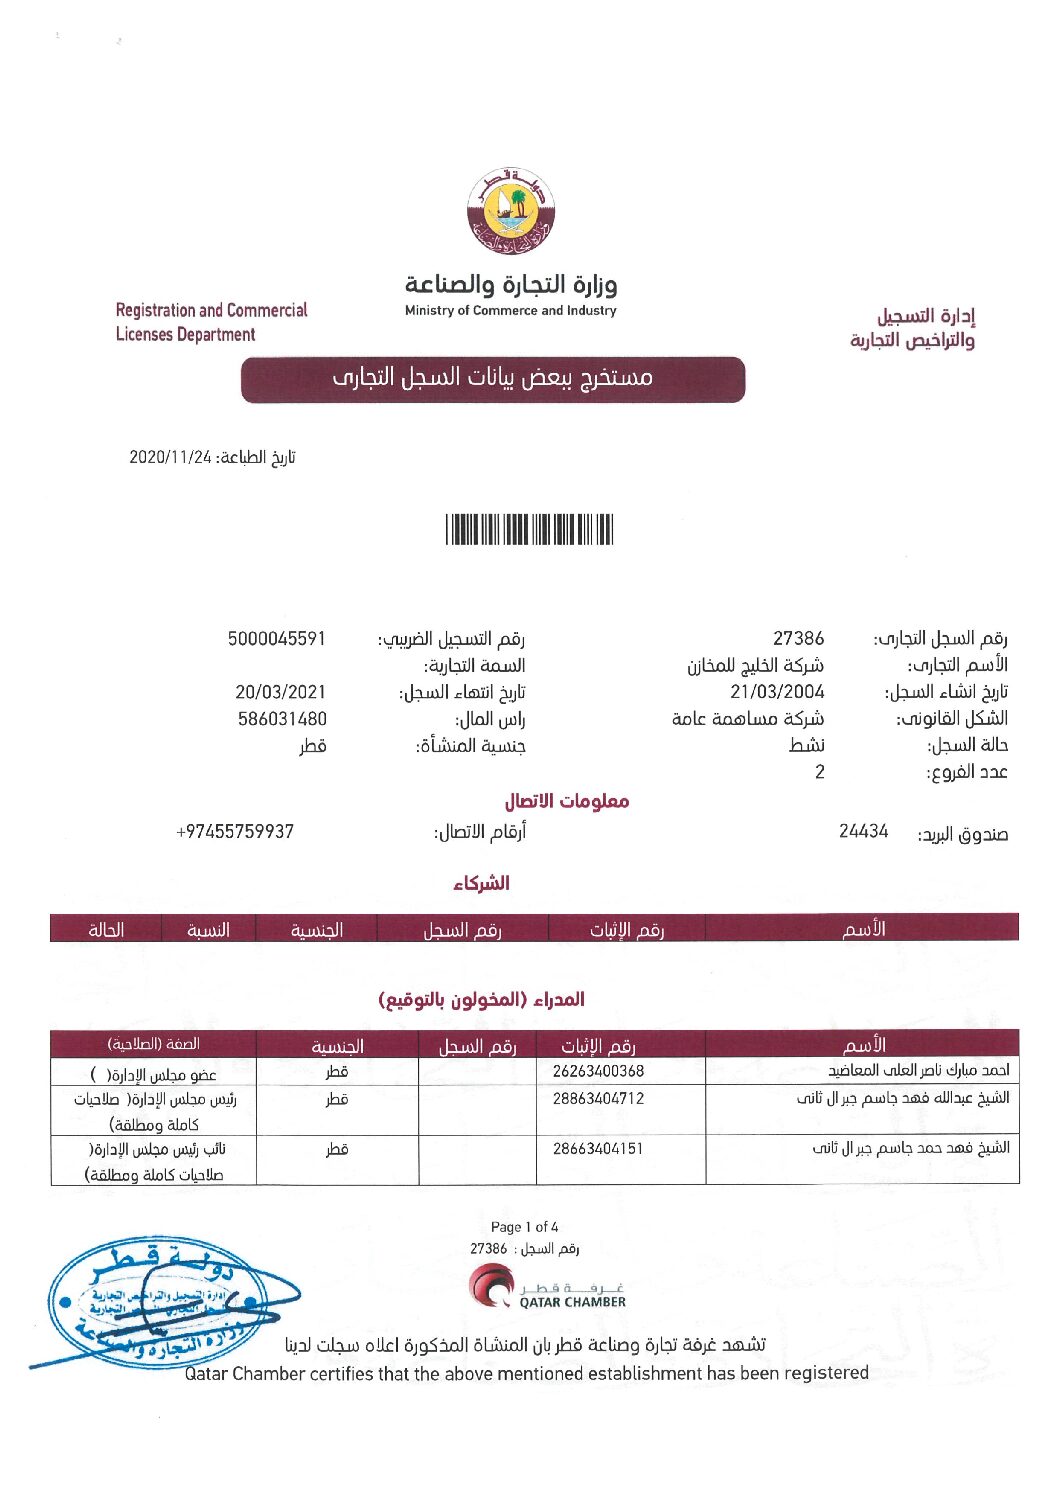 دولة قطر
وزارة التجارة والصناعة
وزارة التجارة والصناعة
Ministry of Commerce and Industry
Registration and Commercial
Licenses Department
إدارة التسجيل
والتراخيص التجارية
مستخرج ببعض بيانات السجل التجارى
تاريخ الطباعة: 2020/11/24
رقم السجل التجارى: 27386 رقم التسجيل الضريبي: 5000045591
الأسم التجارى: شركة الخليج للمخازن السمة التجارية:
تاريخ انشاء السجل: 21/03/2004 تاريخ انتهاء السجل: 20/03/2021
الشكل القانونى: شركة مساهمة عامة راس المال: 586031480
حالة السجل: نشط جنسية المنشأة: قطر
عدد الفروع: 2
معلومات الاتصال
صندوق البريد: 24434 أرقام الاتصال: +97455759937
الشركاء
الأسم رقم الإثبات رقم السجل الجنسية النسبة الحالة
المدراء (المخولون بالتوقيع)
الأسم رقم الإثبات رقم السجل الجنسية الصفة (الصلاحية)
احمد مبارك ناصر العلى المعاضيد 26263400368 قطر عضو مجلس الإدارة( )
الشيخ عبدالله فهد جاسم جبر ال ثانى 28863404712 قطر رئيس مجلس الإدارة( صلاحيات
كاملة ومطلقة)
الشيخ فهد حمد جاسم جبر ال ثانى 28663404151 قطر نائب رئيس مجلس الإدارة(
صلاحيات كاملة ومطلقة)
Page 1 of 4
رقم السجل : 27386
غرفة قطر
QATAR CHAMBER
دولة قطر
إدارة التسجيل والتراخيص التجارية
وزارة التجارة والصناعة
تشهد غرفة تجارة وصناعة قطر بان المنشاة المذكورة اعلاه سجلت لدينا
Qatar Chamber certifies that the above mentioned establishment has been registered